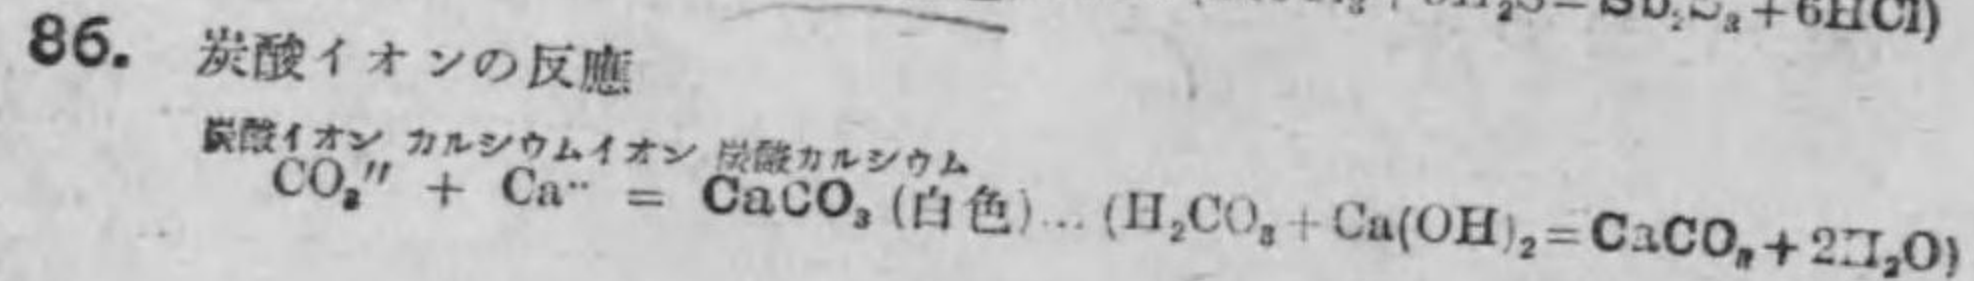 Sb₂S₃+6HCl)
86. 炭酸イオンの反應
炭酸イオン カルシウムイオン 炭酸カルシウム
CO₃′′ + Ca·· = CaCO₃ (白色)... (H₂CO₃+Ca(OH)₂=CaCO₃+2H₂O)